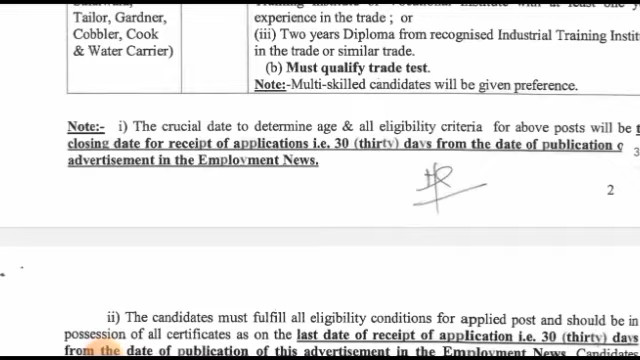 Tailor, Gardner,
Cobbler, Cook
& Water Carrier)
experience in the trade ; or
(iii) Two years Diploma from recognised Industrial Training
in the trade or similar trade.
(b) Must qualify trade test.
Note:-Multi-skilled candidates will be given preference.
Note:- i) The crucial date to determine age & all eligibility criteria for above posts will be
closing date for receipt of applications i.e. 30 (thirty) days from the date of publication
advertisement in the Employment News.
2
ii) The candidates must fulfill all eligibility conditions for applied post and should be in
possession of all certificates as on the last date of receipt of application i.e. 30 (thirty) days
from the date of publication of this advertisement in the Employment News. Candidates